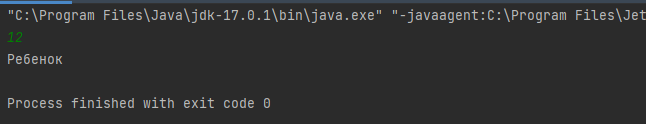 "C:\Program Files\Java\jdk-17.0.1\bin\java.exe" "-javaagent:C:\Program Files\Jet
12
Ребенок
Process finished with exit code 0